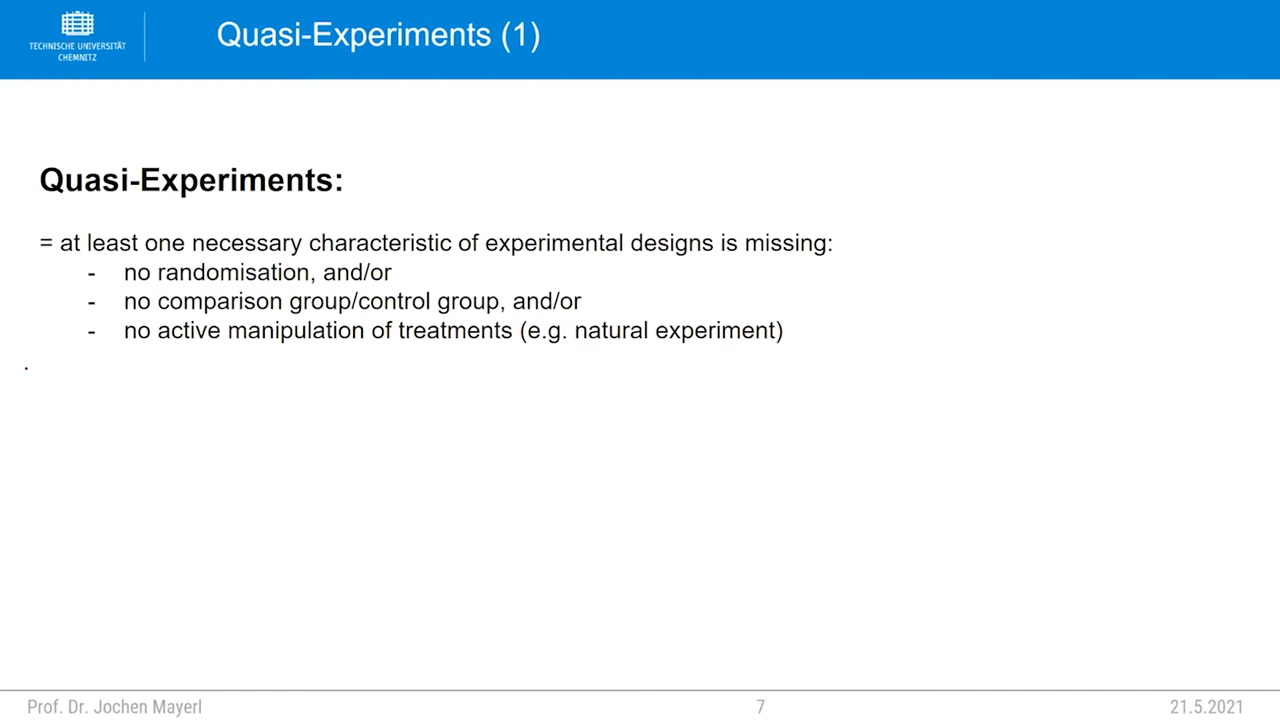 TECHNISCHE UNIVERSITÄT
CHEMNITZ
Quasi-Experiments (1)
Quasi-Experiments:
= at least one necessary characteristic of experimental designs is missing:
- no randomisation, and/or
- no comparison group/control group, and/or
- no active manipulation of treatments (e.g. natural experiment)
.
Prof. Dr. Jochen Mayerl
7
21.5.2021